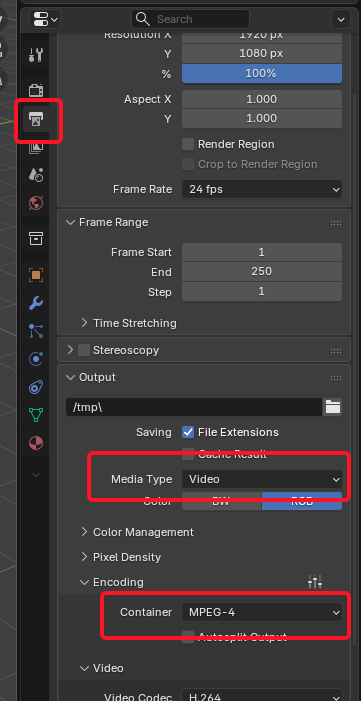 Search
Resolution X 1920 px
Y 1080 px
% 100%
Aspect X 1.000
Y 1.000
Render Region
Crop to Render Region
Frame Rate 24 fps
Frame Range
Frame Start 1
End 250
Step 1
Time Stretching
Stereoscopy
Output
/tmp\
Saving File Extensions
Cache Result
Media Type Video
Color BW RGB
Color Management
Pixel Density
Encoding
Container MPEG-4
Autosplit Output
Video
Video Codec H.264